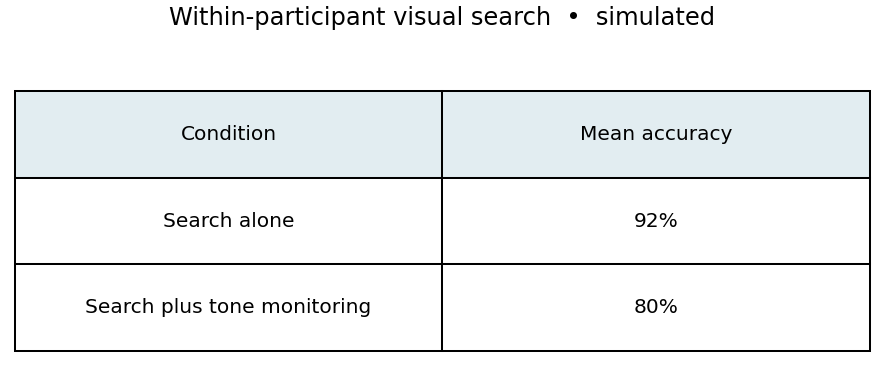 Within-participant visual search • simulated
Condition Mean accuracy
Search alone 92%
Search plus tone monitoring 80%